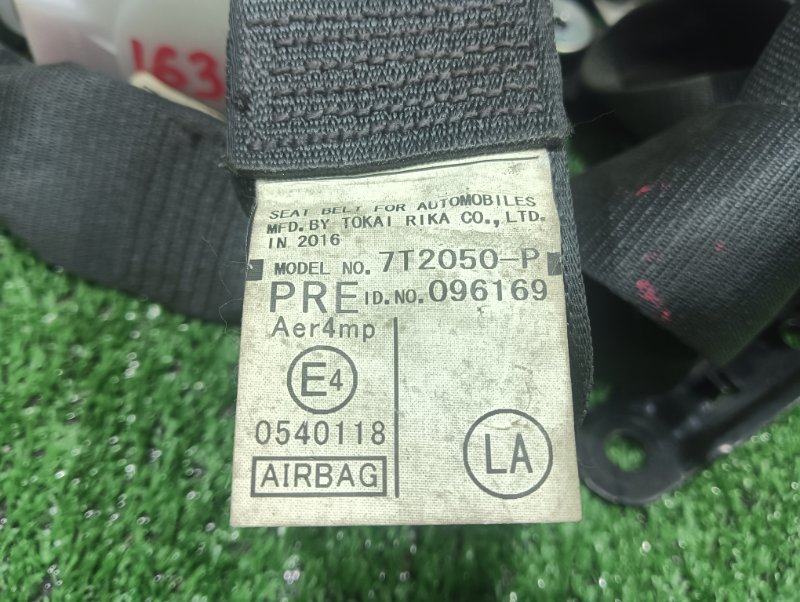 163
SEAT BELT FOR AUTOMOBILES
MFD. BY TOKAI RIKA CO., LTD.
IN 2016
MODEL NO. 7T2050-P
PRE ID. NO. 096169
Aer4mp
E4
0540118
AIRBAG
LA